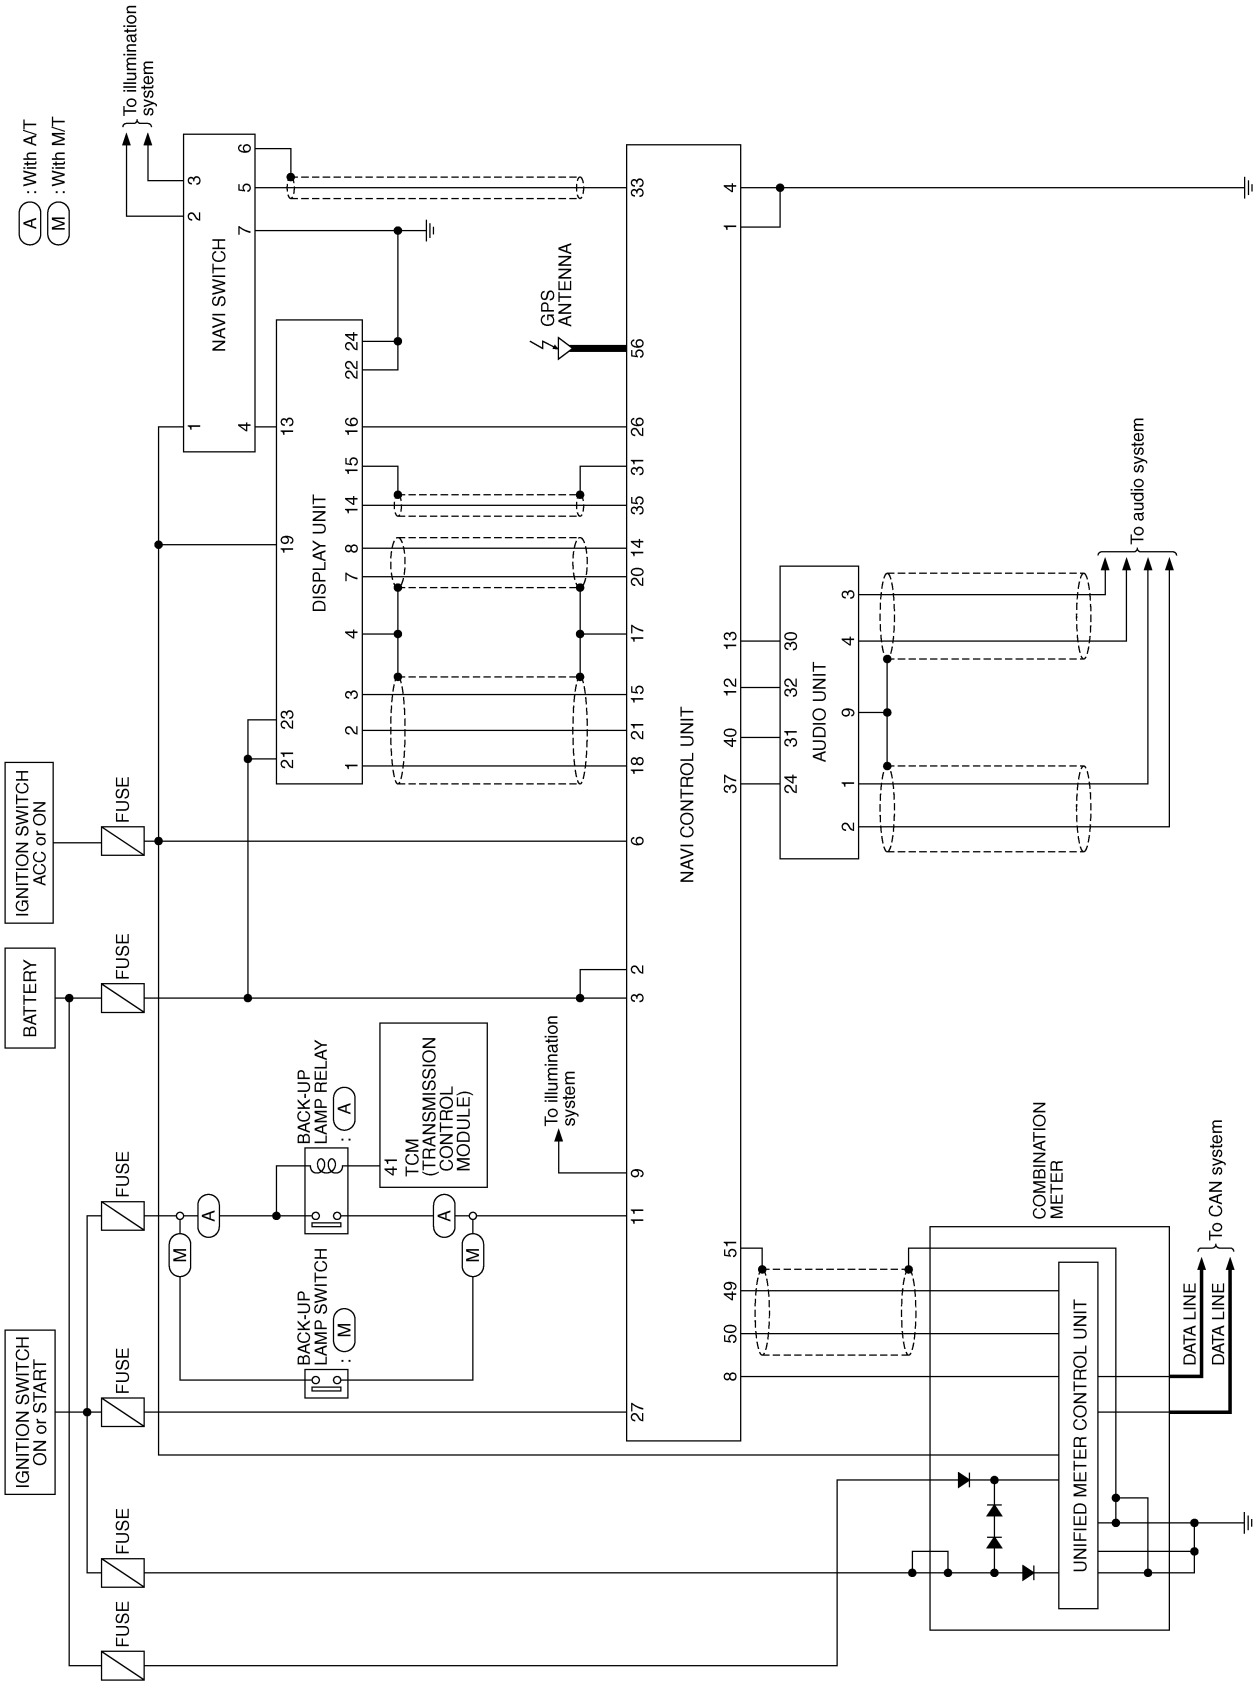 IGNITION SWITCH
ON or START
BATTERY
IGNITION SWITCH
ACC or ON
(A) : With A/T
(M) : With M/T
FUSE
FUSE
FUSE
FUSE
FUSE
FUSE
To illumination
system
2
3
NAVI SWITCH
1
4
7
5
6
21
23
19
13
DISPLAY UNIT
1
2
3
4
7
8
14
15
16
22
24
M
A
BACK-UP
LAMP SWITCH
: M
BACK-UP
LAMP RELAY
: A
M
A
41
TCM
(TRANSMISSION
CONTROL
MODULE)
To illumination
system
GPS
ANTENNA
27
11
9
3
2
6
18
21
15
17
20
14
35
31
26
56
33
NAVI CONTROL UNIT
8
50
49
51
37
40
12
13
1
4
24
31
32
30
AUDIO UNIT
2
1
9
4
3
To audio system
COMBINATION
METER
UNIFIED METER CONTROL UNIT
DATA LINE
DATA LINE
To CAN system